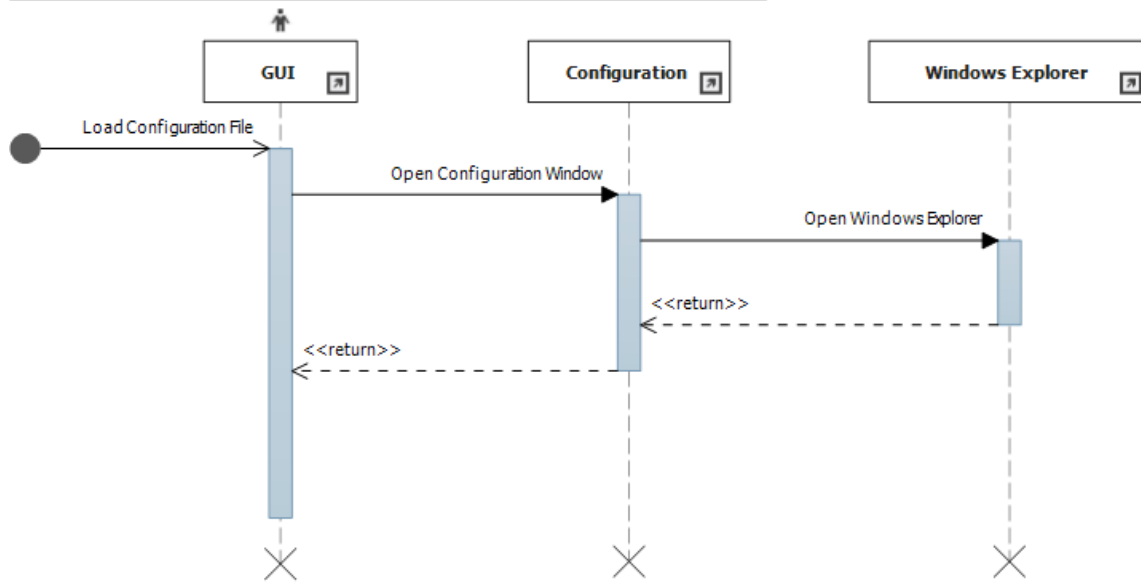 GUI
Configuration
Windows Explorer
Load Configuration File
Open Configuration Window
Open Windows Explorer
<<return>>
<<return>>